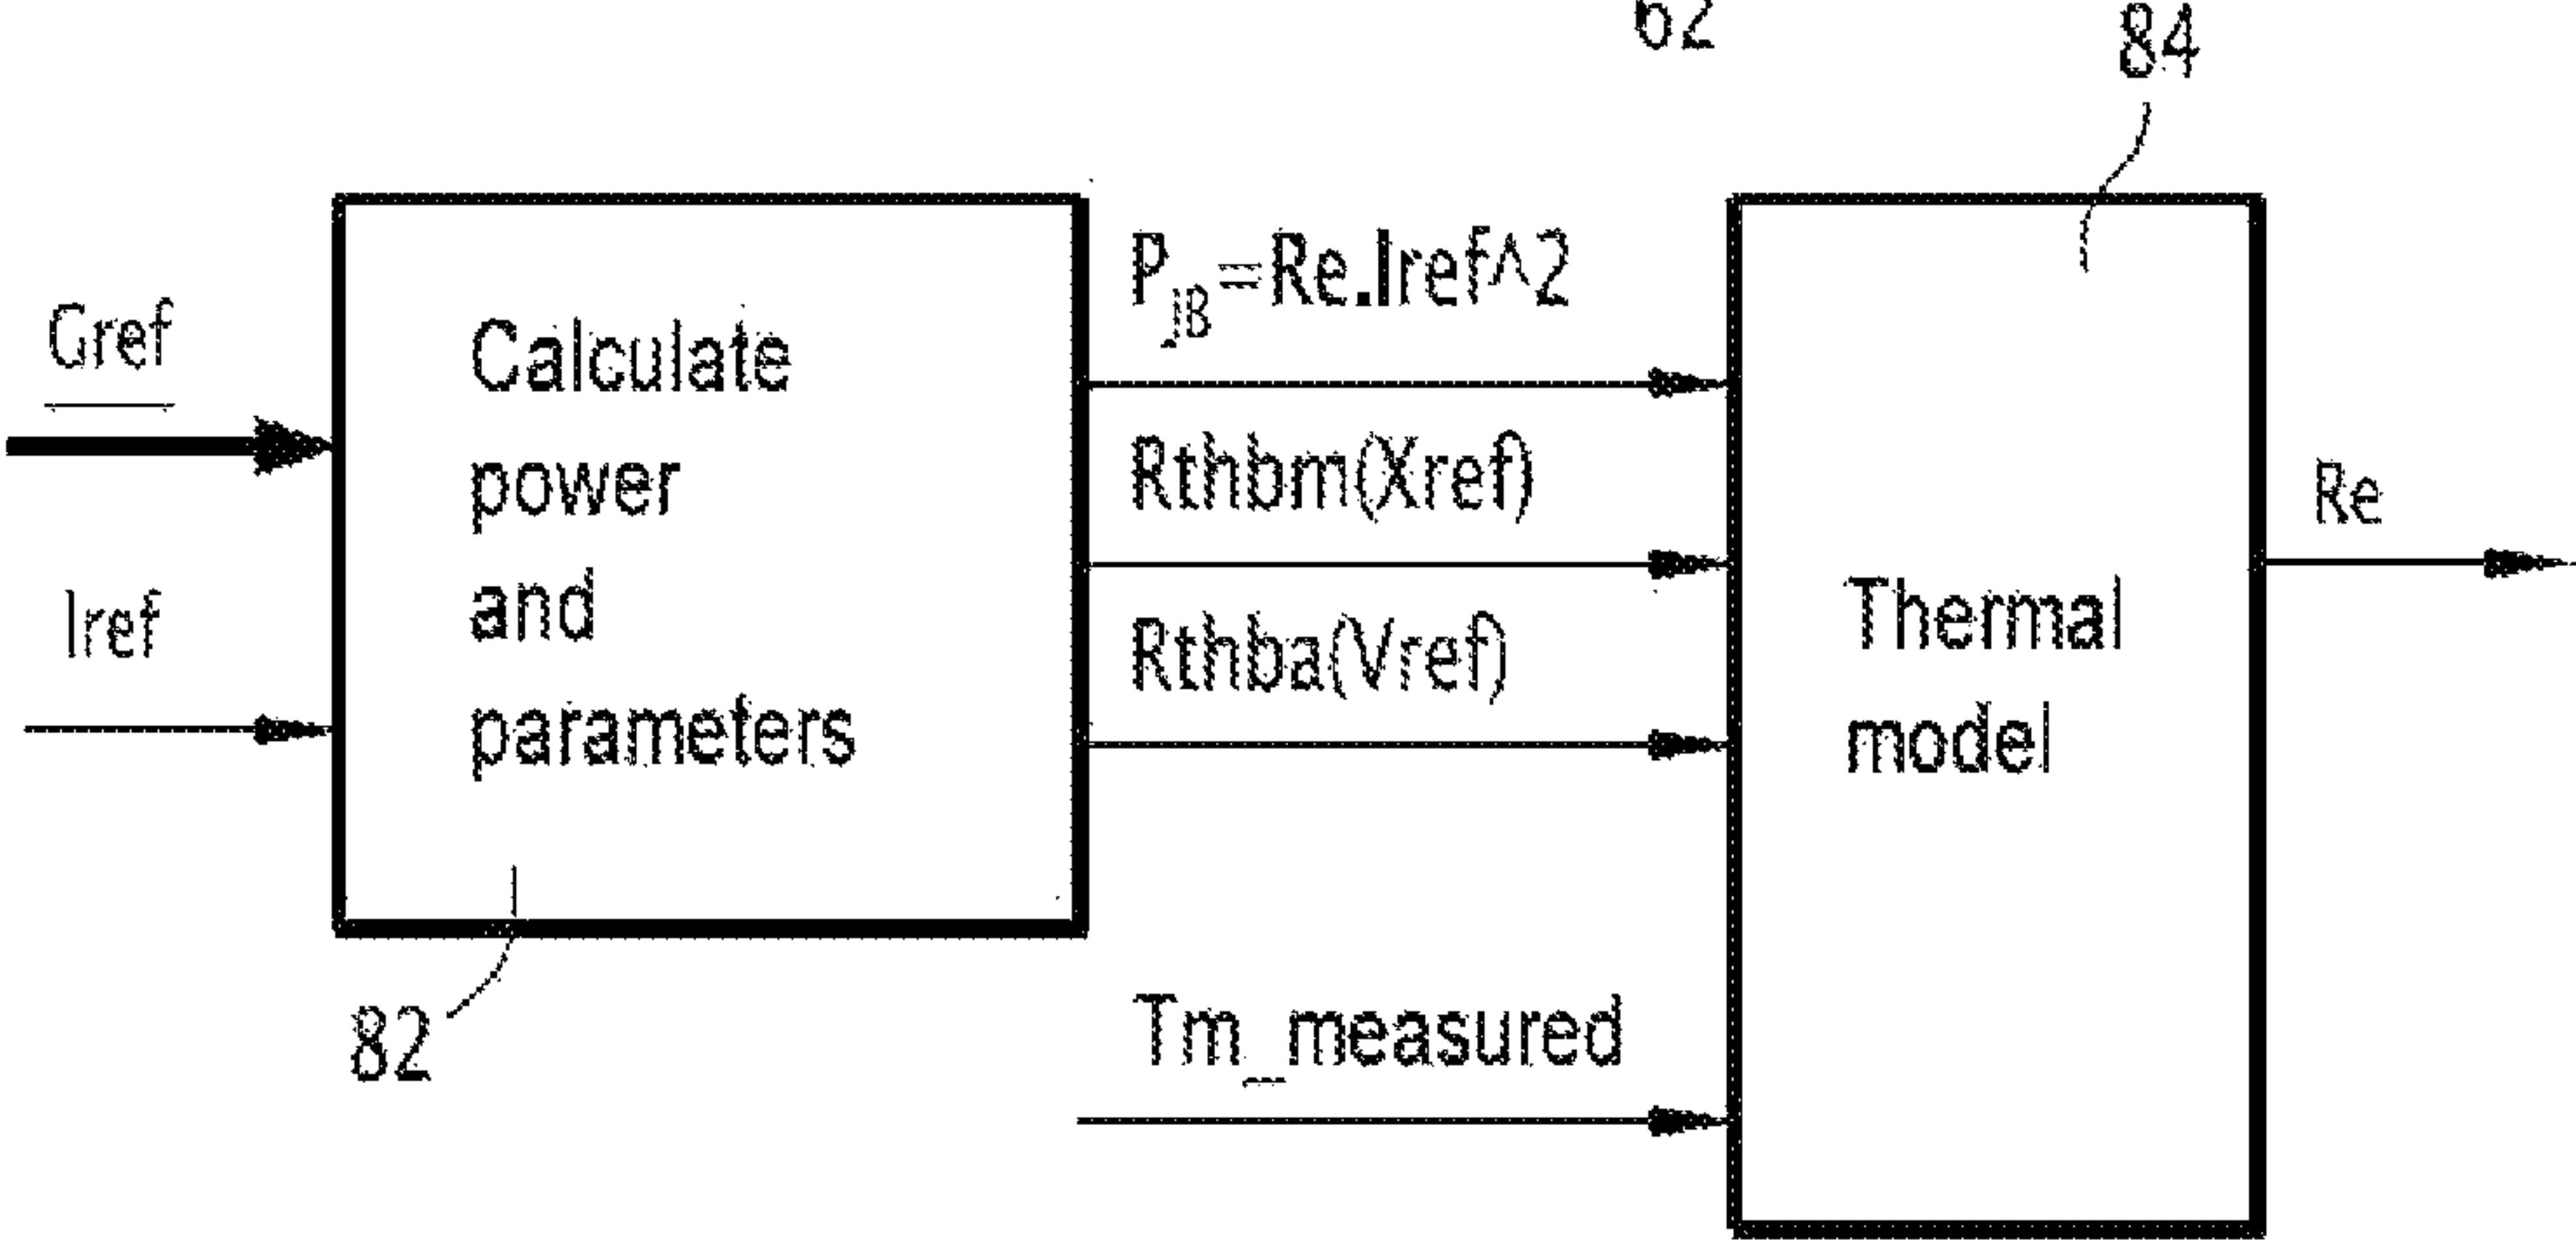 62
84
Gref
Iref
Calculate
power
and
parameters
82
P_JB=Re.Iref^2
Rthbm(Xref)
Rthba(Vref)
Tm_measured
Thermal
model
Re